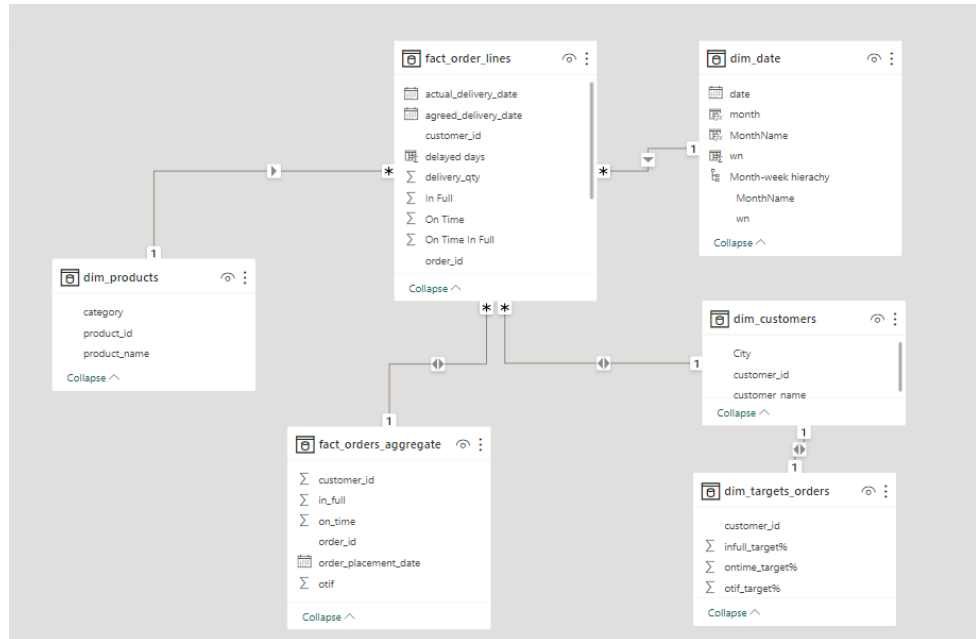 fact_order_lines
actual_delivery_date
agreed_delivery_date
customer_id
delayed days
delivery_qty
In Full
On Time
On Time In Full
order_id
Collapse
dim_date
date
month
MonthName
wn
Month-week hierachy
MonthName
wn
Collapse
*
*
1
1
dim_products
category
product_id
product_name
Collapse
* *
dim_customers
City
customer_id
customer name
Collapse
1
1
fact_orders_aggregate
customer_id
in_full
on_time
order_id
order_placement_date
otif
Collapse
1
1
dim_targets_orders
customer_id
infull_target%
ontime_target%
otif_target%
Collapse